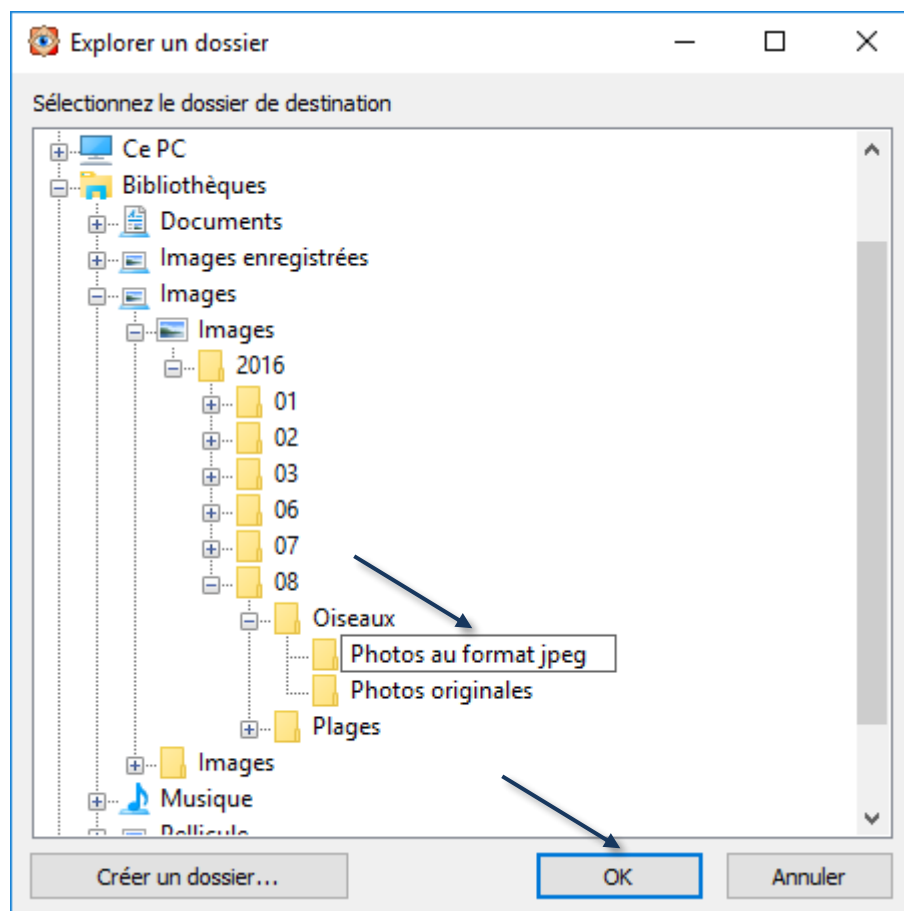 Explorer un dossier
Sélectionnez le dossier de destination
Ce PC
Bibliothèques
Documents
Images enregistrées
Images
Images
2016
01
02
03
06
07
08
Oiseaux
Photos au format jpeg
Photos originales
Plages
Images
Musique
Pellicule
Créer un dossier...
OK
Annuler